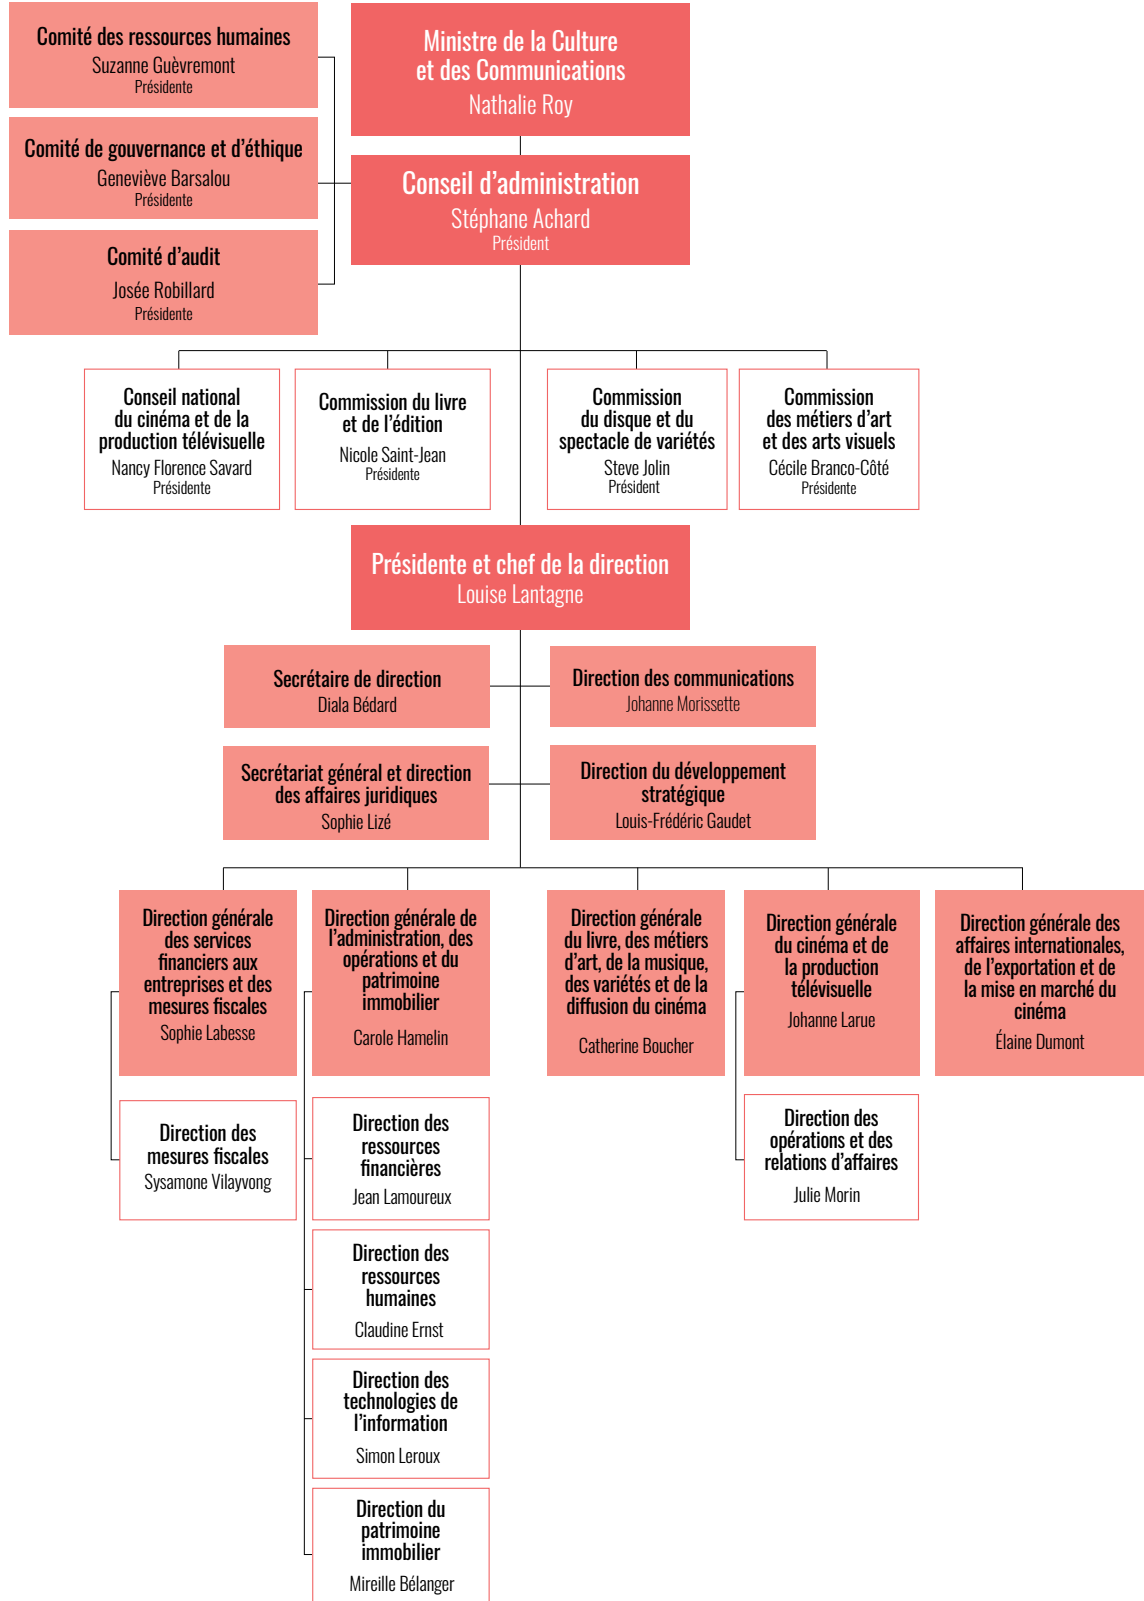 Comité des ressources humaines
Suzanne Guèvremont
Présidente
Ministre de la Culture
et des Communications
Nathalie Roy
Comité de gouvernance et d'éthique
Geneviève Barsalou
Présidente
Conseil d'administration
Stéphane Achard
Président
Comité d'audit
Josée Robillard
Présidente
Conseil national
du cinéma et de la
production télévisuelle
Nancy Florence Savard
Présidente
Commission du livre
et de l'édition
Nicole Saint-Jean
Présidente
Commission
du disque et du
spectacle de variétés
Steve Jolin
Président
Commission
des métiers d'art
et des arts visuels
Cécile Branco-Côté
Présidente
Présidente et chef de la direction
Louise Lantagne
Secrétaire de direction
Diala Bédard
Direction des communications
Johanne Morissette
Secrétariat général et direction
des affaires juridiques
Sophie Lizé
Direction du développement
stratégique
Louis-Frédéric Gaudet
Direction générale
des services
financiers aux
entreprises et des
mesures fiscales
Sophie Labesse
Direction générale de
l'administration, des
opérations et du
patrimoine
immobilier
Carole Hamelin
Direction générale
du livre, des métiers
d'art, de la musique,
des variétés et de la
diffusion du cinéma
Catherine Boucher
Direction générale
du cinéma et de
la production
télévisuelle
Johanne Larue
Direction générale des
affaires internationales,
de l'exportation et de
la mise en marché du
cinéma
Élaine Dumont
Direction des
mesures fiscales
Sysamone Vilayvong
Direction des
ressources
financières
Jean Lamoureux
Direction des
opérations et des
relations d'affaires
Julie Morin
Direction des
ressources
humaines
Claudine Ernst
Direction des
technologies de
l'information
Simon Leroux
Direction du
patrimoine
immobilier
Mireille Bélanger